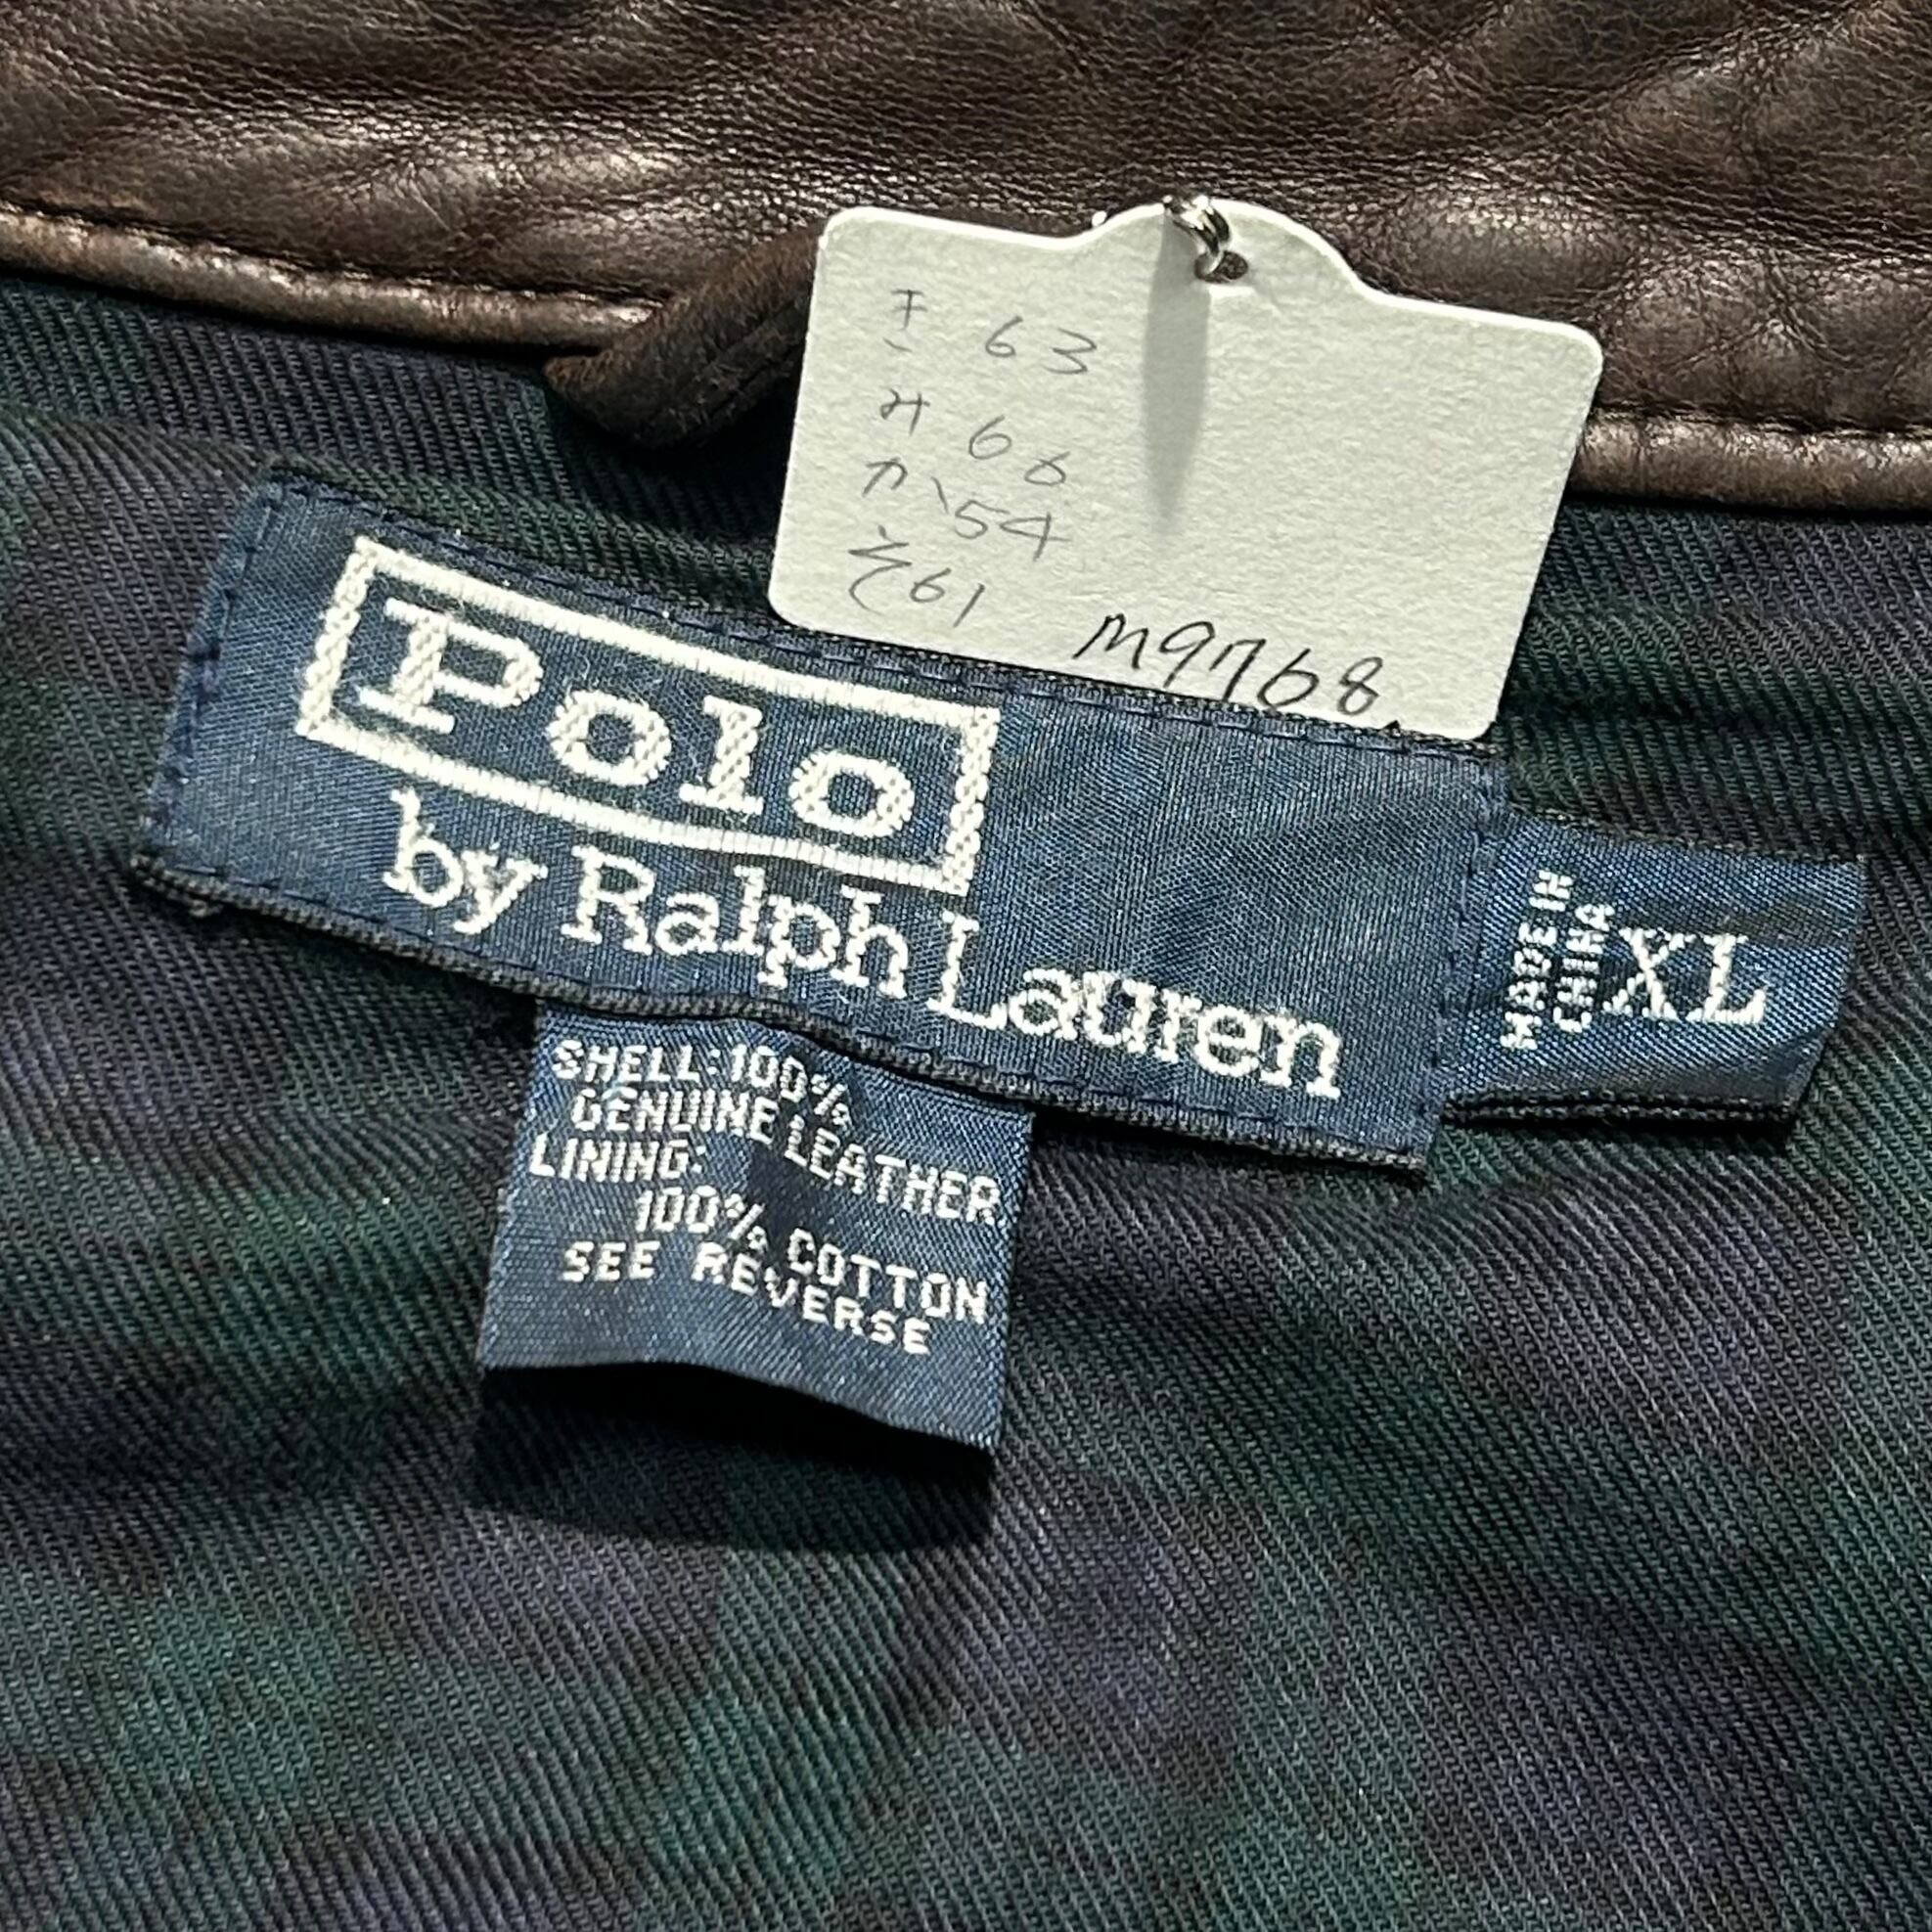 き 63
み 66
か 54
そ 61
M9768
Polo
by Ralph Lauren
MADE IN
CHINA
XL
SHELL: 100%
GENUINE LEATHER
LINING:
100% COTTON
SEE REVERSE